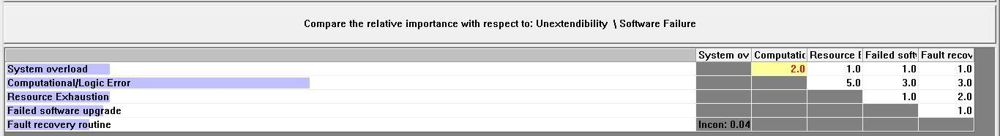 Compare the relative importance with respect to: Unextendibility \ Software Failure
System ov Computatic Resource E Failed soft Fault recov
System overload 2.0 1.0 1.0 1.0
Computational/Logic Error 5.0 3.0 3.0
Resource Exhaustion 1.0 2.0
Failed software upgrade 1.0
Fault recovery routine Incon: 0.04